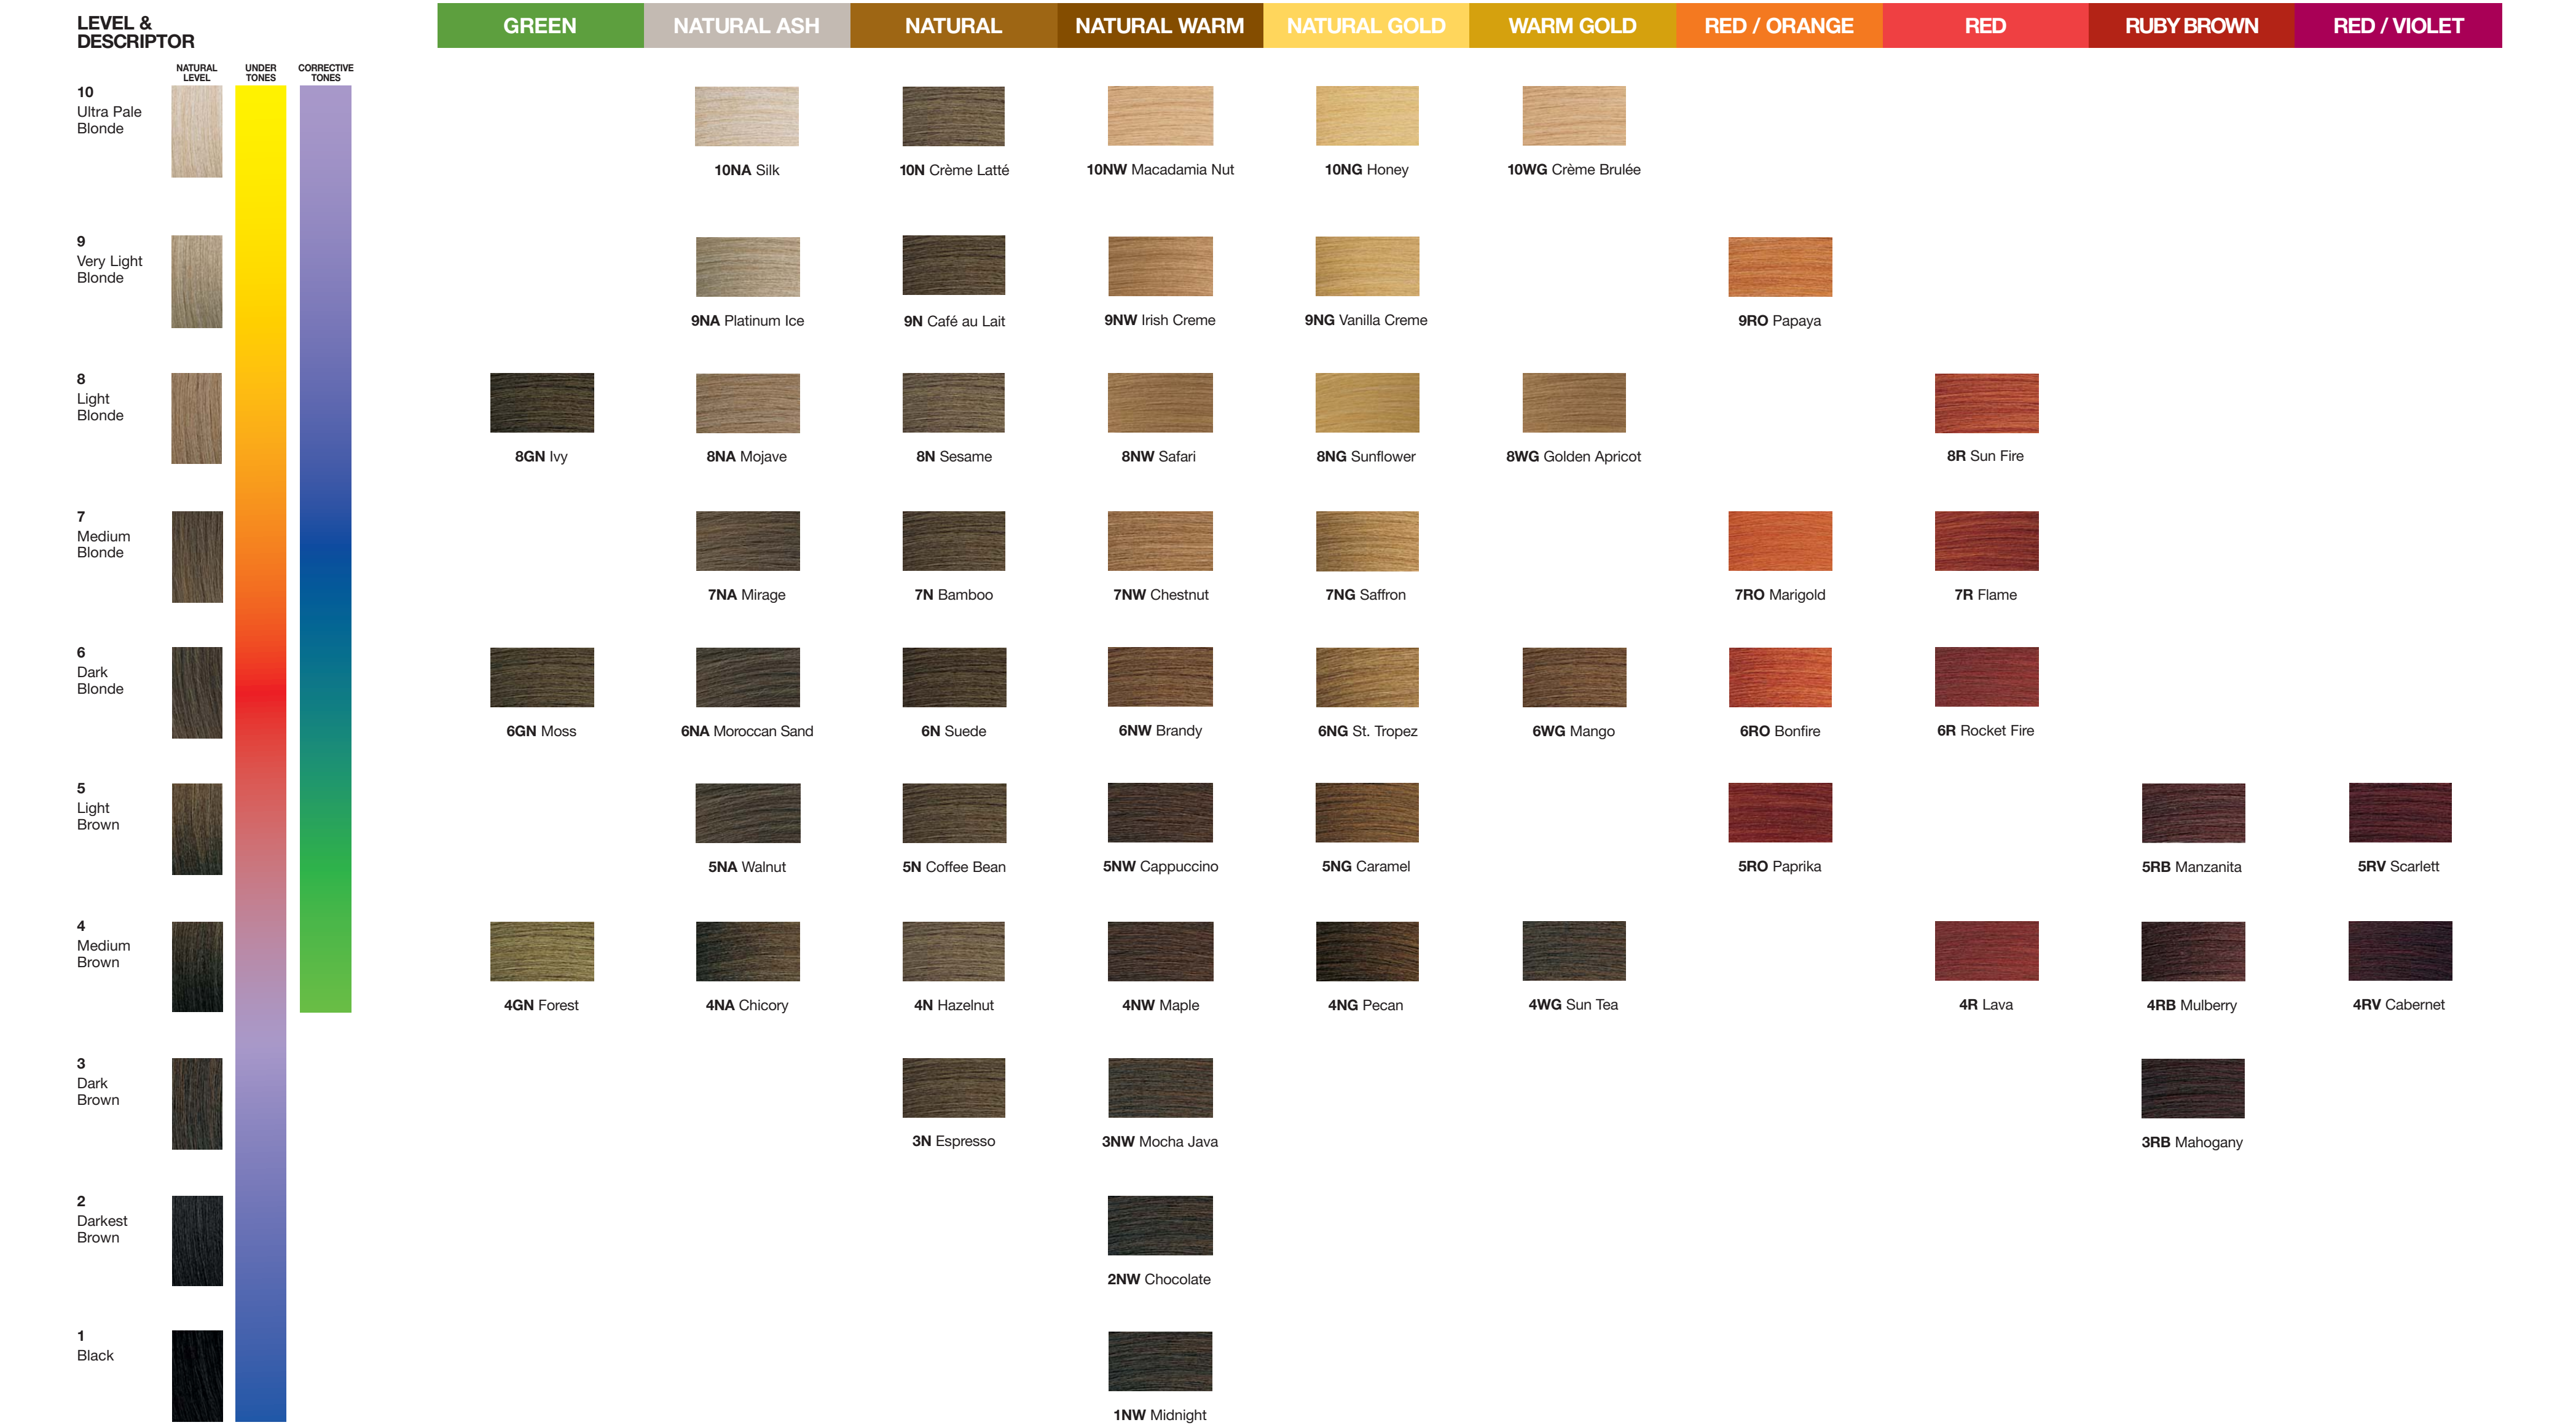 LEVEL &
DESCRIPTOR
GREEN
NATURAL ASH
NATURAL
NATURAL WARM
NATURAL GOLD
WARM GOLD
RED / ORANGE
RED
RUBY BROWN
RED / VIOLET
NATURAL
LEVEL
UNDER
TONES
CORRECTIVE
TONES
10
Ultra Pale
Blonde
10NA Silk
10N Crème Latté
10NW Macadamia Nut
10NG Honey
10WG Crème Brulée
9
Very Light
Blonde
9NA Platinum Ice
9N Café au Lait
9NW Irish Creme
9NG Vanilla Creme
9RO Papaya
8
Light
Blonde
8GN Ivy
8NA Mojave
8N Sesame
8NW Safari
8NG Sunflower
8WG Golden Apricot
8R Sun Fire
7
Medium
Blonde
7NA Mirage
7N Bamboo
7NW Chestnut
7NG Saffron
7RO Marigold
7R Flame
6
Dark
Blonde
6GN Moss
6NA Moroccan Sand
6N Suede
6NW Brandy
6NG St. Tropez
6WG Mango
6RO Bonfire
6R Rocket Fire
5
Light
Brown
5NA Walnut
5N Coffee Bean
5NW Cappuccino
5NG Caramel
5RO Paprika
5RB Manzanita
5RV Scarlett
4
Medium
Brown
4GN Forest
4NA Chicory
4N Hazelnut
4NW Maple
4NG Pecan
4WG Sun Tea
4R Lava
4RB Mulberry
4RV Cabernet
3
Dark
Brown
3N Espresso
3NW Mocha Java
3RB Mahogany
2
Darkest
Brown
2NW Chocolate
1
Black
1NW Midnight